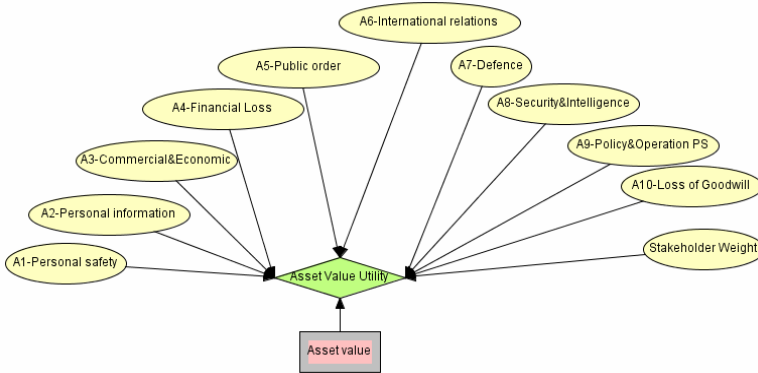 A6-International relations
A5-Public order
A7-Defence
A4-Financial Loss
A8-Security&Intelligence
A3-Commercial&Economic
A9-Policy&Operation PS
A2-Personal information
A10-Loss of Goodwill
A1-Personal safety
Stakeholder Weight
Asset Value Utility
Asset value